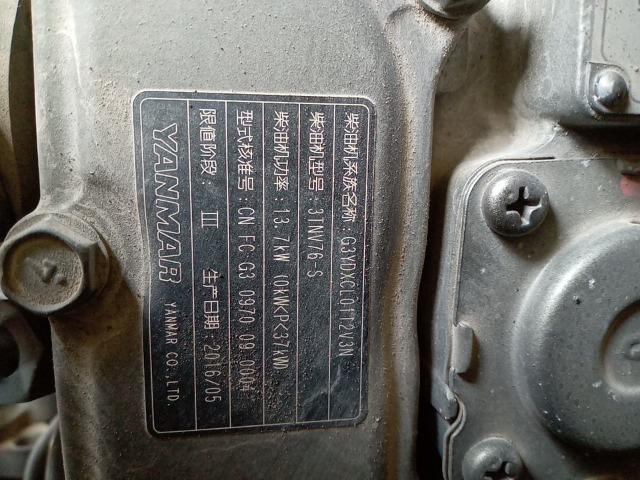 柴油机系族名称：G3YDXCL0112U3N
柴油机型号：3TNV76-S
柴油机功率：13.7kW (0kW<P<37kW)
型式核准号：CN FC G3 0970 09 0004
限值阶段：III 生产日期：2016/05
YANMAR YANMAR CO.,LTD.
4